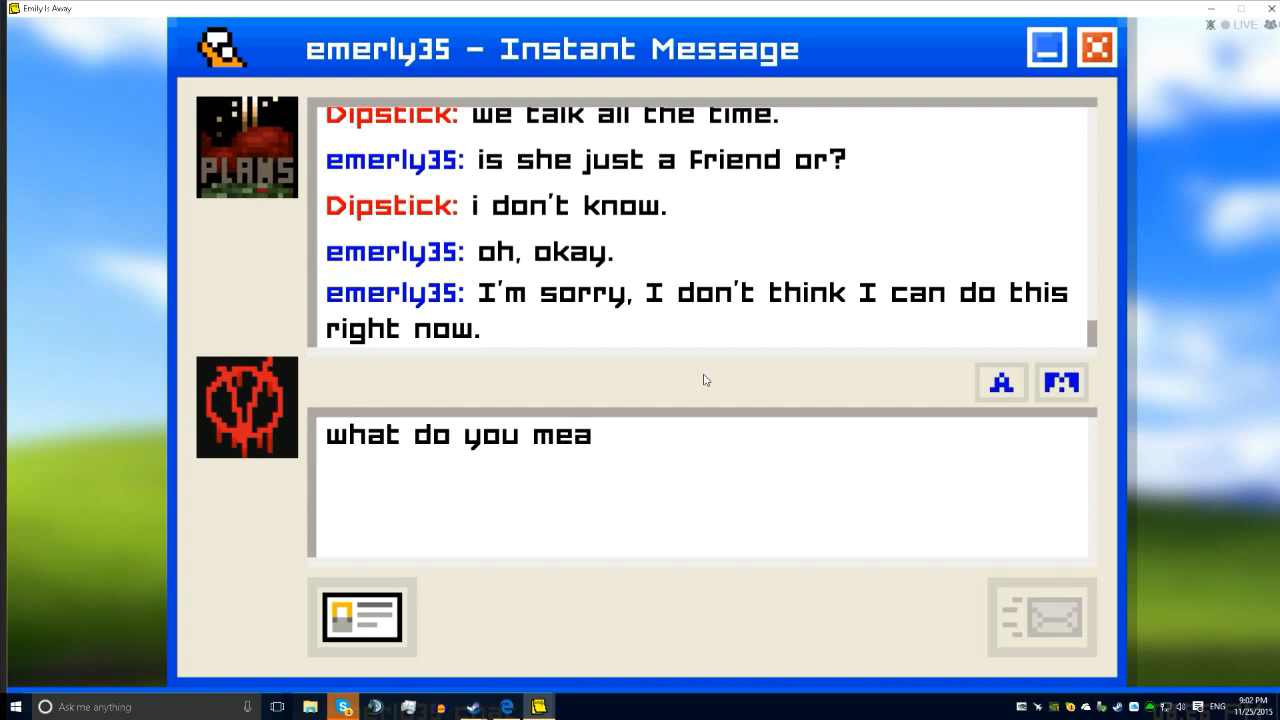 Emily Is Away
LIVE
emerly35 - Instant Message
Dipstick: we talk all the time.
emerly35: is she just a friend or?
Dipstick: i don't know.
emerly35: oh, okay.
emerly35: I'm sorry, I don't think I can do this
right now.
PLANS
what do you mea
Ask me anything
ENG
9:02 PM
11/25/2015